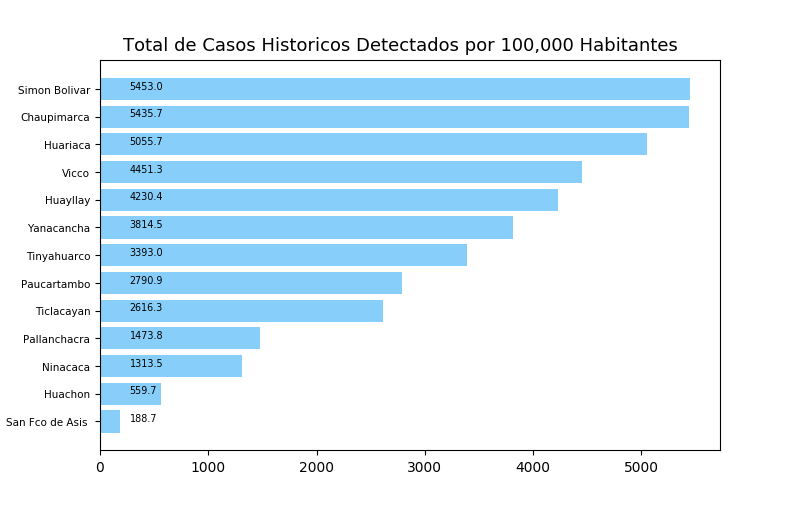 Total de Casos Historicos Detectados por 100,000 Habitantes
Simon Bolivar 5453.0
Chaupimarca 5435.7
Huariaca 5055.7
Vicco 4451.3
Huayllay 4230.4
Yanacancha 3814.5
Tinyahuarco 3393.0
Paucartambo 2790.9
Ticlacayan 2616.3
Pallanchacra 1473.8
Ninacaca 1313.5
Huachon 559.7
San Fco de Asis 188.7
0 1000 2000 3000 4000 5000